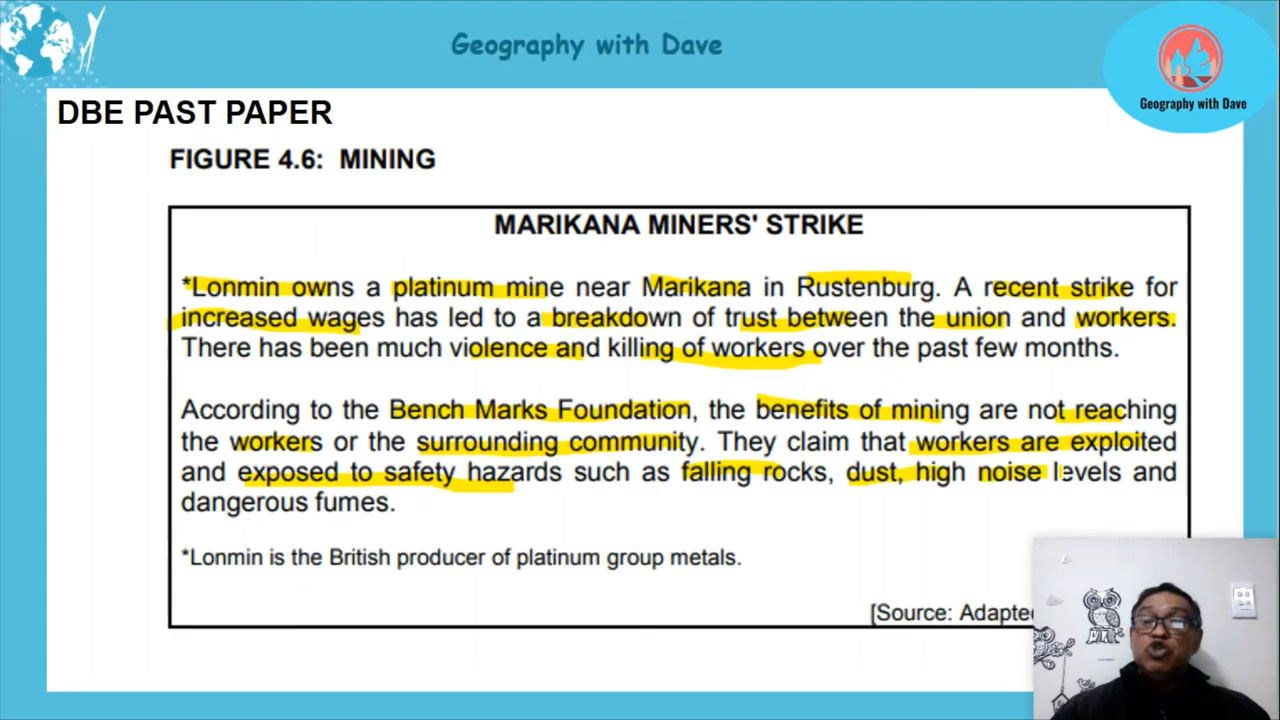 Geography with Dave
Geography with Dave
DBE PAST PAPER
FIGURE 4.6: MINING
MARIKANA MINERS' STRIKE
*Lonmin owns a platinum mine near Marikana in Rustenburg. A recent strike for
increased wages has led to a breakdown of trust between the union and workers.
There has been much violence and killing of workers over the past few months.
According to the Bench Marks Foundation, the benefits of mining are not reaching
the workers or the surrounding community. They claim that workers are exploited
and exposed to safety hazards such as falling rocks, dust, high noise levels and
dangerous fumes.
*Lonmin is the British producer of platinum group metals.
[Source: Adapted